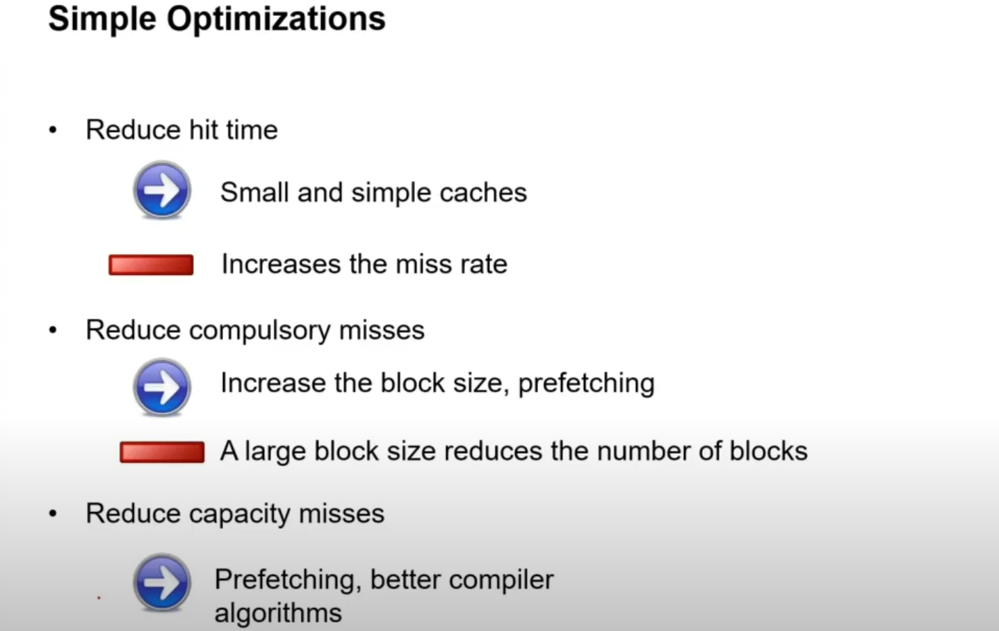 Simple Optimizations
• Reduce hit time
Small and simple caches
Increases the miss rate
• Reduce compulsory misses
Increase the block size, prefetching
A large block size reduces the number of blocks
• Reduce capacity misses
Prefetching, better compiler
algorithms